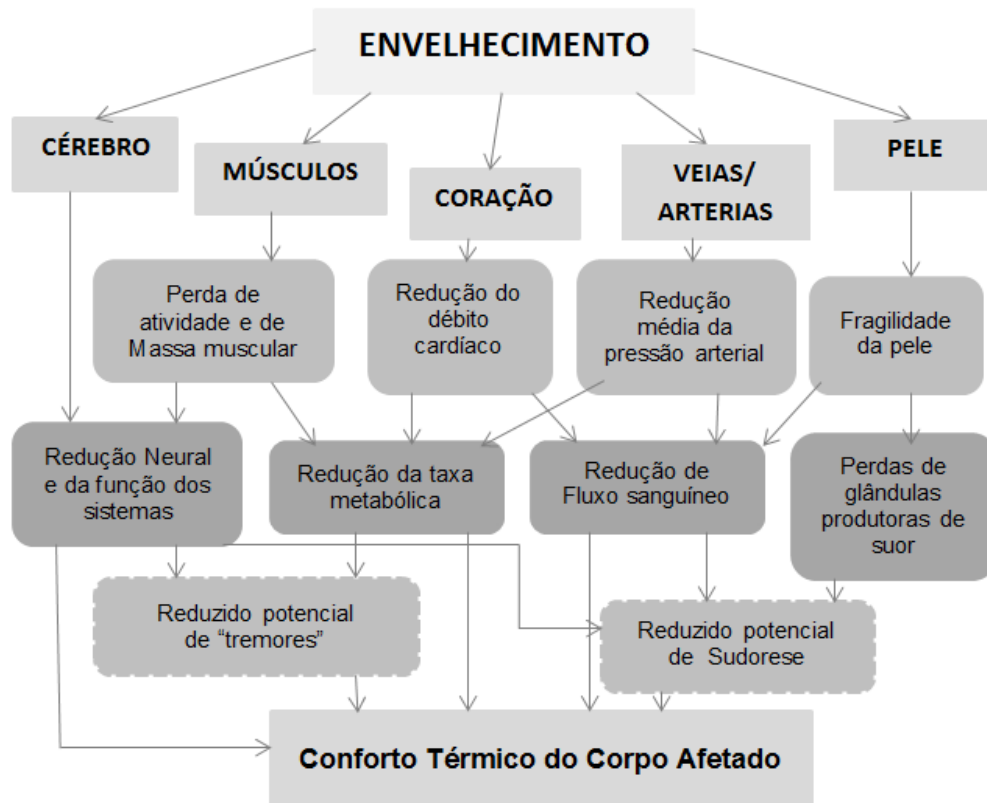 ENVELHECIMENTO
CÉREBRO
MÚSCULOS
CORAÇÃO
VEIAS/
ARTERIAS
PELE
Perda de
atividade e de
Massa muscular
Redução do
débito
cardíaco
Redução
média da
pressão arterial
Fragilidade
da pele
Redução Neural
e da função dos
sistemas
Redução da taxa
metabólica
Redução de
Fluxo sanguíneo
Perdas de
glândulas
produtoras de
suor
Reduzido potencial
de “tremores”
Reduzido potencial
de Sudorese
Conforto Térmico do Corpo Afetado